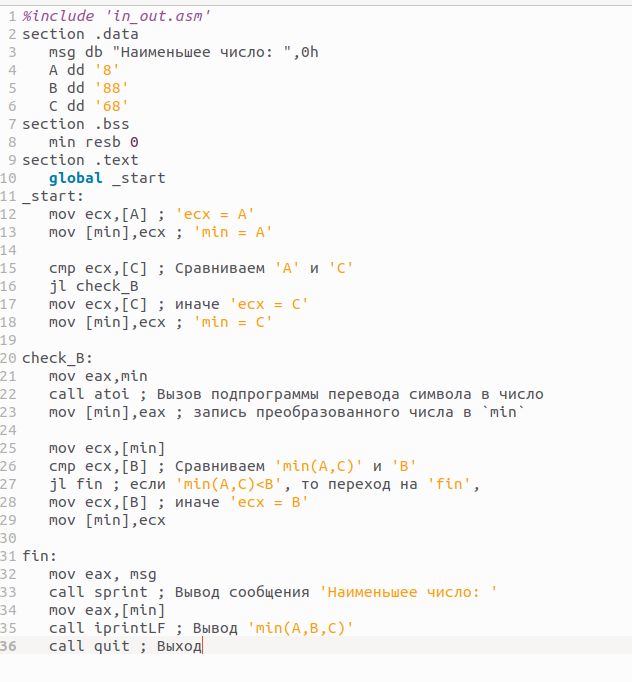 1 %include 'in_out.asm'
2 section .data
3 msg db "Наименьшее число: ",0h
4 A dd '8'
5 B dd '88'
6 C dd '68'
7 section .bss
8 min resb 0
9 section .text
10 global _start
11 _start:
12 mov ecx,[A] ; 'ecx = A'
13 mov [min],ecx ; 'min = A'
14
15 cmp ecx,[C] ; Сравниваем 'A' и 'C'
16 jl check_B
17 mov ecx,[C] ; иначе 'ecx = C'
18 mov [min],ecx ; 'min = C'
19
20 check_B:
21 mov eax,min
22 call atoi ; Вызов подпрограммы перевода символа в число
23 mov [min],eax ; запись преобразованного числа в `min`
24
25 mov ecx,[min]
26 cmp ecx,[B] ; Сравниваем 'min(A,C)' и 'B'
27 jl fin ; если 'min(A,C)<B', то переход на 'fin',
28 mov ecx,[B] ; иначе 'ecx = B'
29 mov [min],ecx
30
31 fin:
32 mov eax, msg
33 call sprint ; Вывод сообщения 'Наименьшее число: '
34 mov eax,[min]
35 call iprintLF ; Вывод 'min(A,B,C)'
36 call quit ; Выход